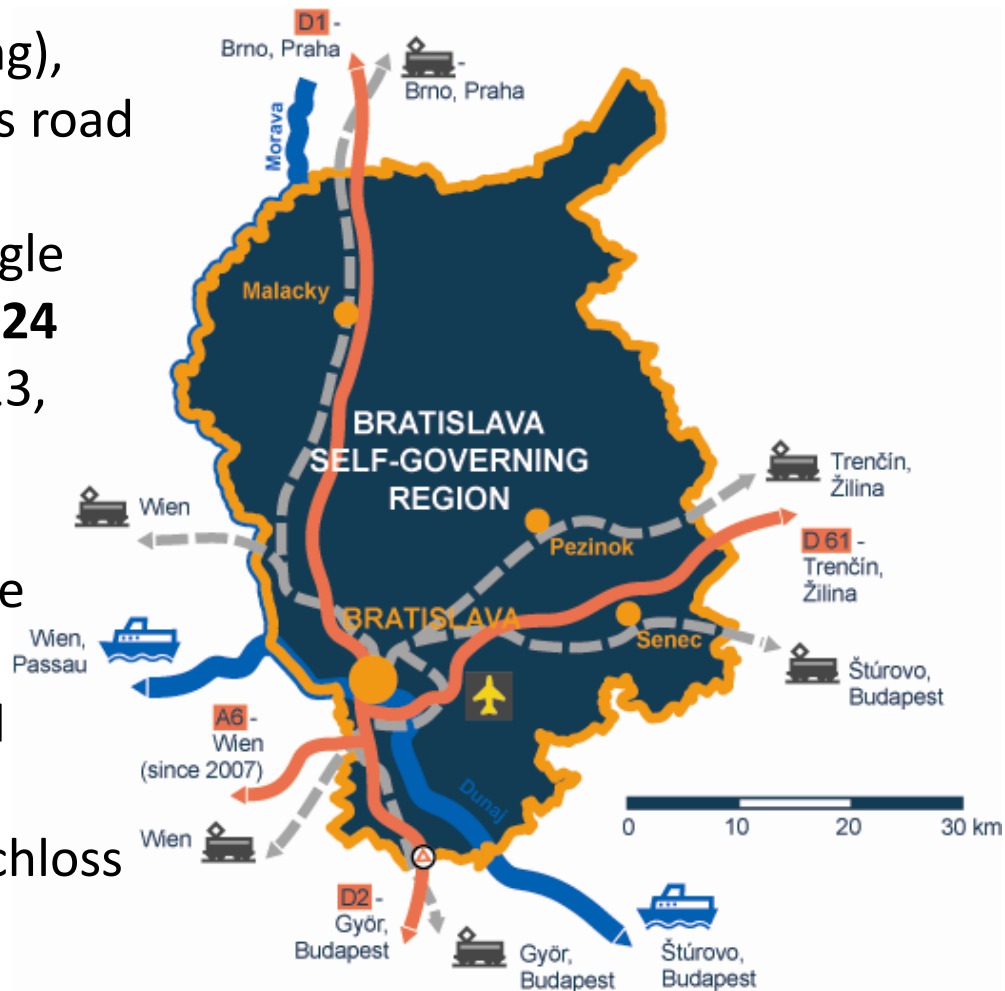 ng),
s road
gle
24
.3,
e
chloss
D1 -
Brno, Praha
-
Brno, Praha
Morava
Malacky
BRATISLAVA
SELF-GOVERNING
REGION
Trenčín,
Žilina
Wien
Pezinok
D 61 -
Trenčín,
Žilina
BRATISLAVA
Senec
Wien,
Passau
Štúrovo,
Budapest
A6 -
Wien
(since 2007)
Dunaj
0 10 20 30 km
Wien
D2 -
Györ,
Budapest
Györ,
Budapest
Štúrovo,
Budapest